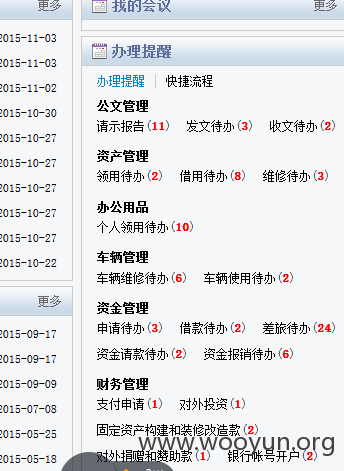 更多
2015-11-03
2015-11-03
2015-11-02
2015-10-30
2015-10-27
2015-10-27
2015-10-27
2015-10-27
2015-10-27
2015-10-22
更多
2015-09-17
2015-09-17
2015-09-09
2015-07-08
2015-05-25
2015-05-18
我的会议 更多
办理提醒
办理提醒 快捷流程
公文管理
请示报告(11) 发文待办(3) 收文待办(2)
资产管理
领用待办(2) 借用待办(8) 维修待办(3)
办公用品
个人领用待办(10)
车辆管理
车辆维修待办(6) 车辆使用待办(2)
资金管理
申请待办(3) 借款待办(2) 差旅待办(24)
资金请款待办(2) 资金报销待办(6)
财务管理
支付申请(1) 对外投资(1)
固定资产构建和装修改造款(2)
对外捐赠和赞助款(1) 银行帐号开户(2)
www.wooyun.org